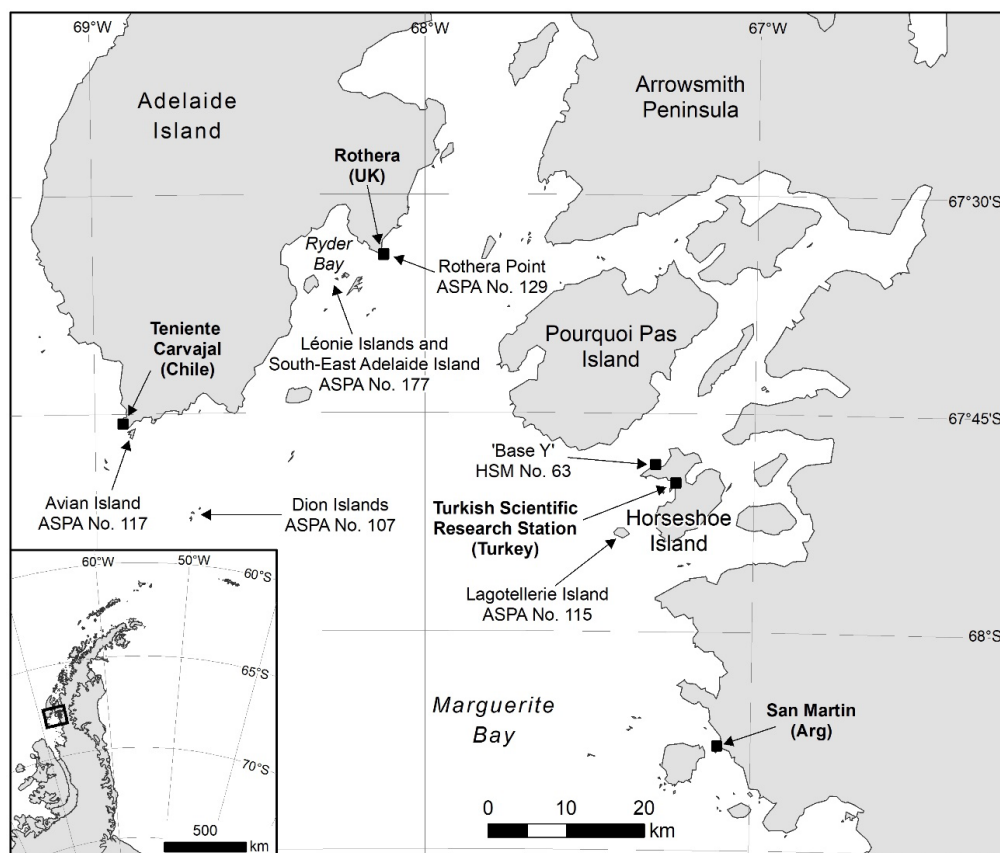 69°W
68°W
67°W
Adelaide
Island
Arrowsmith
Peninsula
Rothera
(UK)
67°30'S
Ryder
Bay
Rothera Point
ASPA No. 129
Léonie Islands and
South-East Adelaide Island
ASPA No. 177
Teniente
Carvajal
(Chile)
Pourquoi Pas
Island
67°45'S
'Base Y'
HSM No. 63
Avian Island
ASPA No. 117
Dion Islands
ASPA No. 107
Turkish Scientific
Research Station
(Turkey)
Horseshoe
Island
Lagotellerie Island
ASPA No. 115
68°S
Marguerite
Bay
San Martin
(Arg)
0 10 20
km
60°W
50°W
60°S
65°S
70°S
500
km